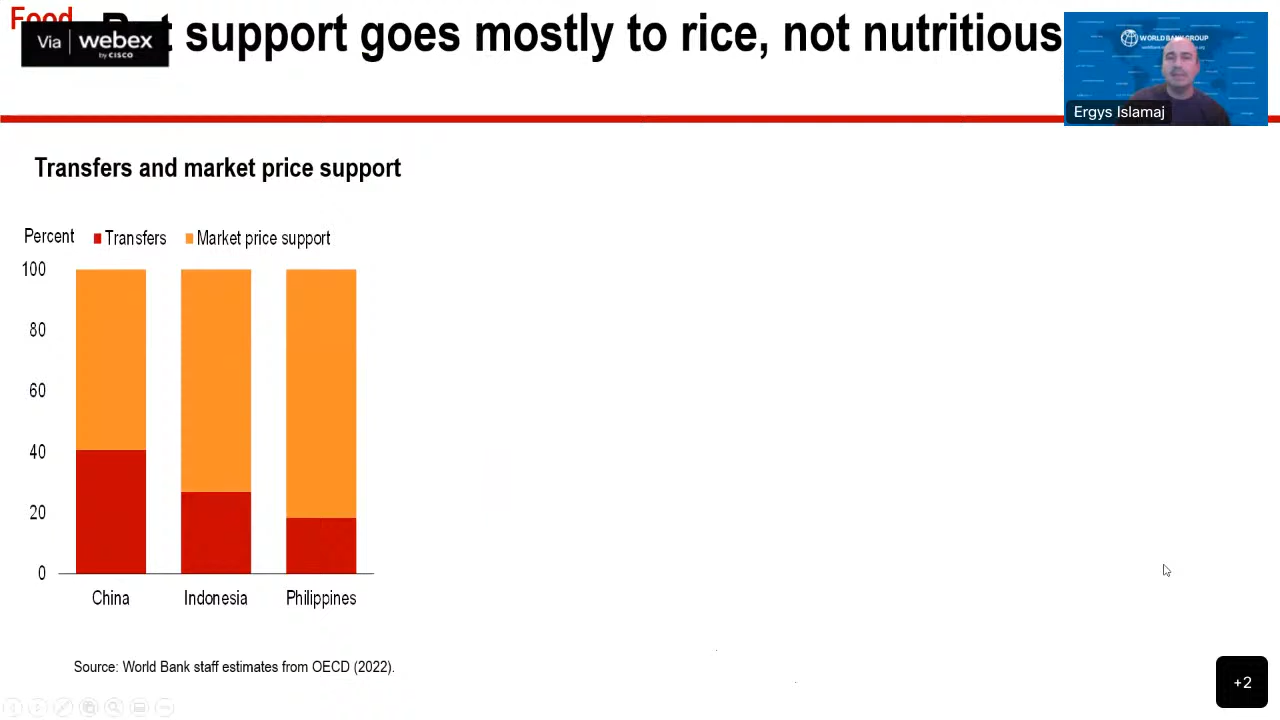 Food
support goes mostly to rice, not nutritious
Via webex
by CISCO
WORLD BANK GROUP
Ergys Islamaj
Transfers and market price support
Percent
Transfers
Market price support
100
80
60
40
20
0
China
Indonesia
Philippines
Source: World Bank staff estimates from OECD (2022).
+2